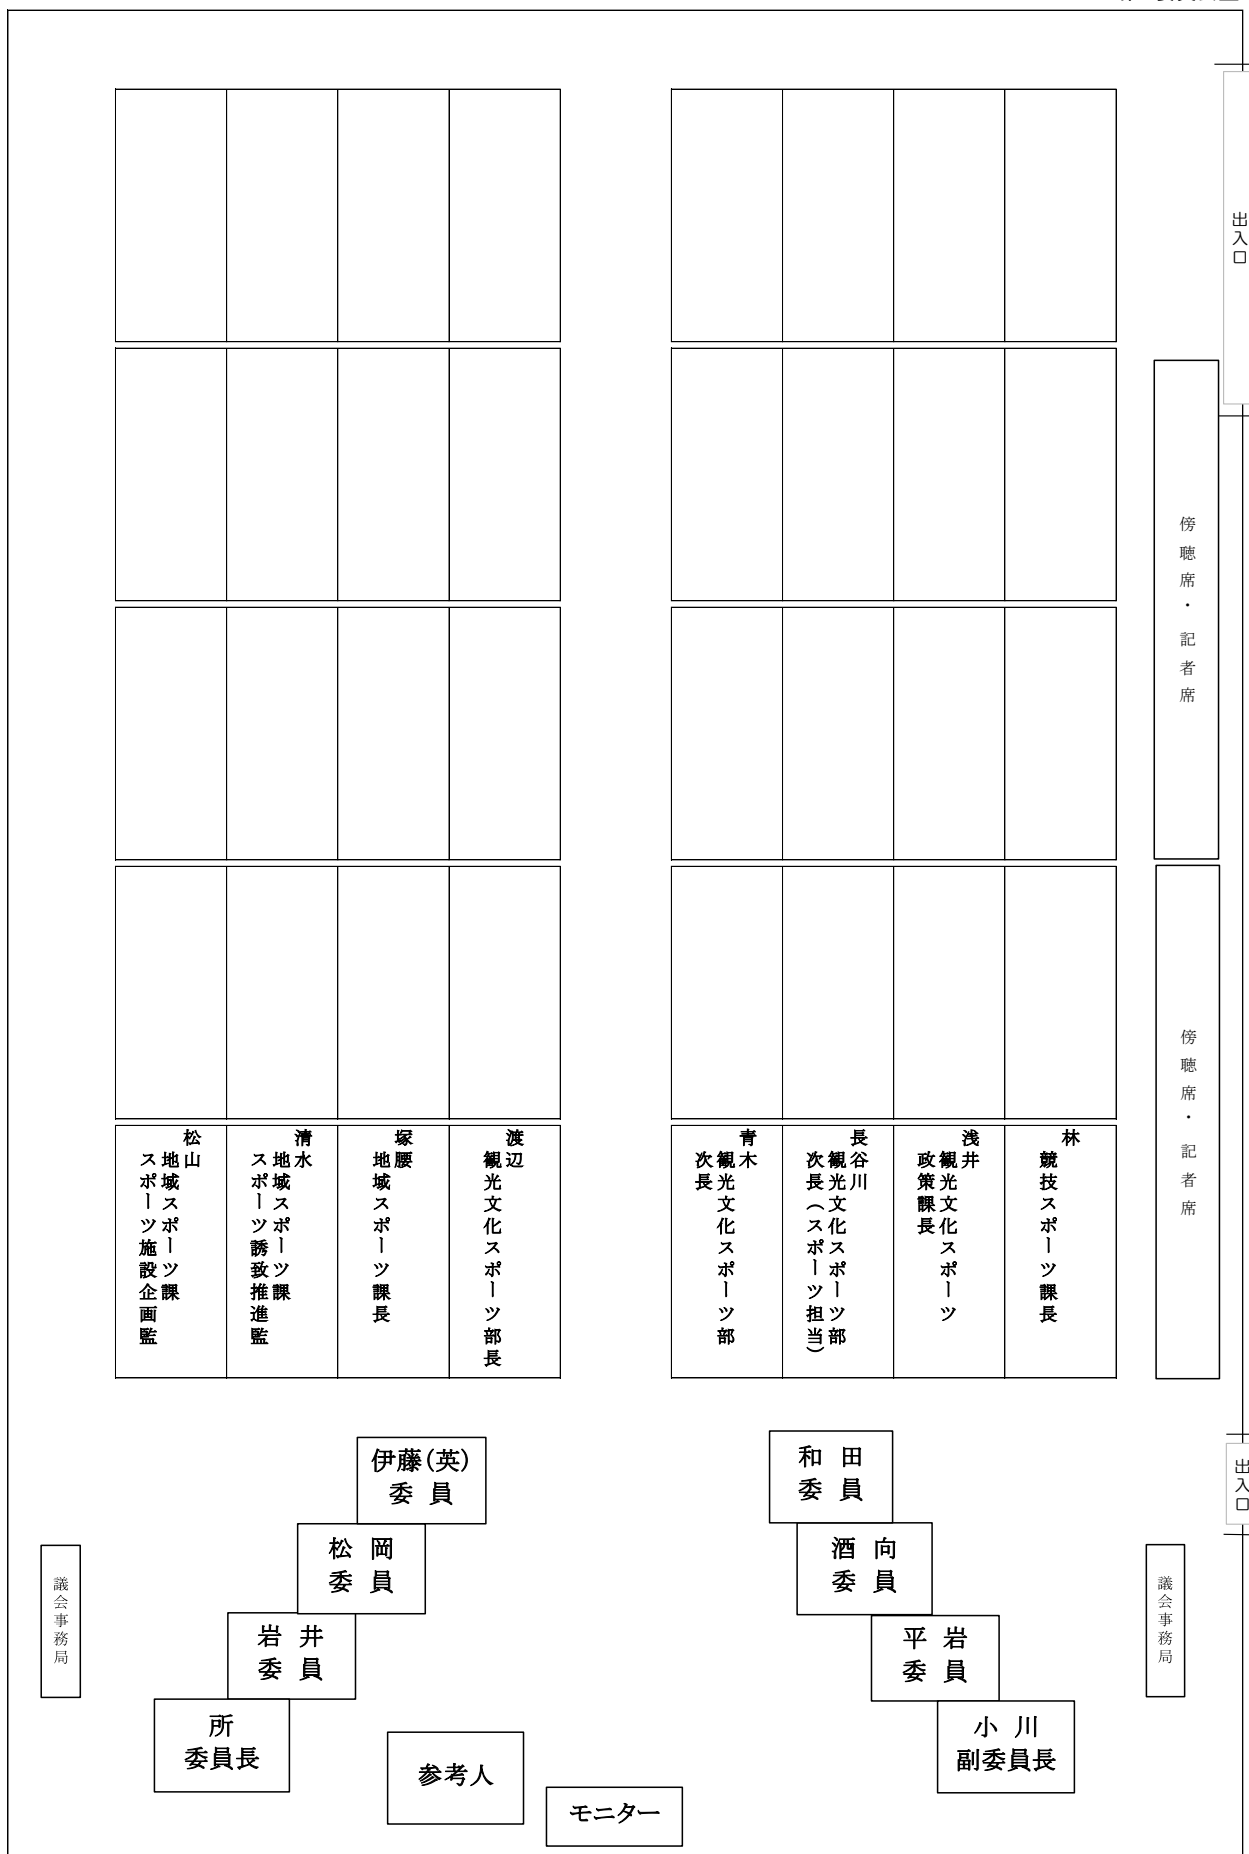 出入口
傍聴席・記者席
傍聴席・記者席
林
競技スポーツ課長
浅井
観光文化スポーツ
政策課長
長谷川
観光文化スポーツ部
次長（スポーツ担当）
青木
観光文化スポーツ部
次長
渡辺
観光文化スポーツ部長
塚腰
地域スポーツ課長
清水
地域スポーツ課
スポーツ誘致推進監
松山
地域スポーツ課
スポーツ施設企画監
出入口
伊藤(英)
委員
和田
委員
松岡
委員
酒向
委員
議会事務局
議会事務局
岩井
委員
平岩
委員
所
委員長
小川
副委員長
参考人
モニター